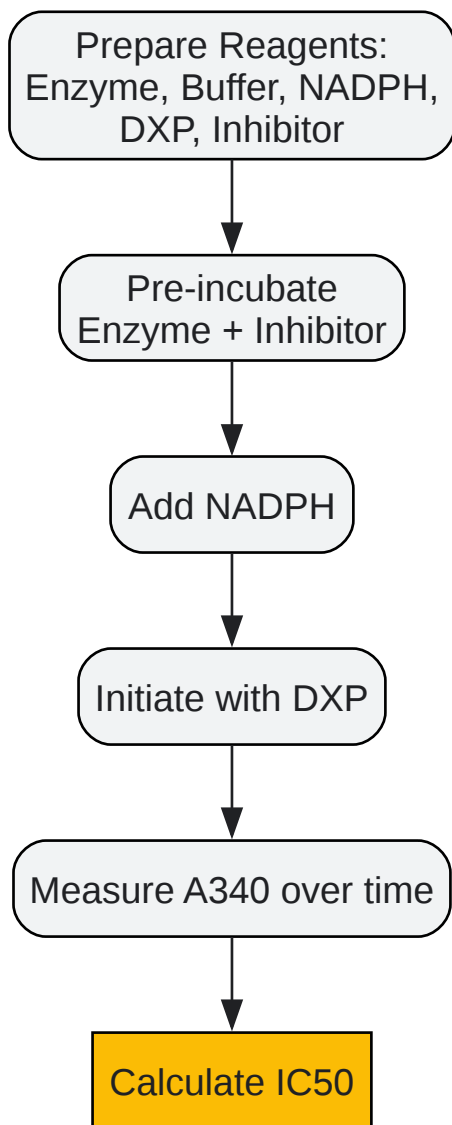 Prepare Reagents:
Enzyme, Buffer, NADPH,
DXP, Inhibitor
Pre-incubate
Enzyme + Inhibitor
Add NADPH
Initiate with DXP
Measure A340 over time
Calculate IC50